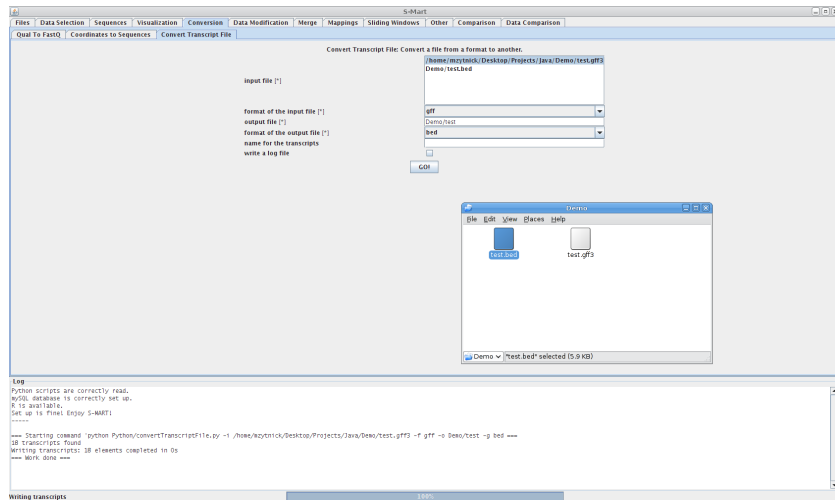 S-Mart
Files Data Selection Sequences Visualization Conversion Data Modification Merge Mappings Sliding Windows Other Comparison Data Comparison
Qual To FastQ Coordinates to Sequences Convert Transcript File
Convert Transcript File: Convert a file from a format to another.
/home/mzytnick/Desktop/Projects/Java/Demo/test.gff3
Demo/test.bed
input file [*]
format of the input file [*] gff
output file [*] Demo/test
format of the output file [*] bed
name for the transcripts
write a log file
GO!
Demo
File Edit View Places Help
test.bed test.gff3
Demo "test.bed" selected (5.9 KB)
Log
Python scripts are correctly read.
mySQL database is correctly set up.
R is available.
Set up is fine! Enjoy S-MART!
-----
=== Starting command 'python Python/convertTranscriptFile.py -i /home/mzytnick/Desktop/Projects/Java/Demo/test.gff3 -f gff -o Demo/test -g bed ===
18 transcripts found
Writing transcripts: 18 elements completed in 0s
=== Work done ===
Writing transcripts 100%